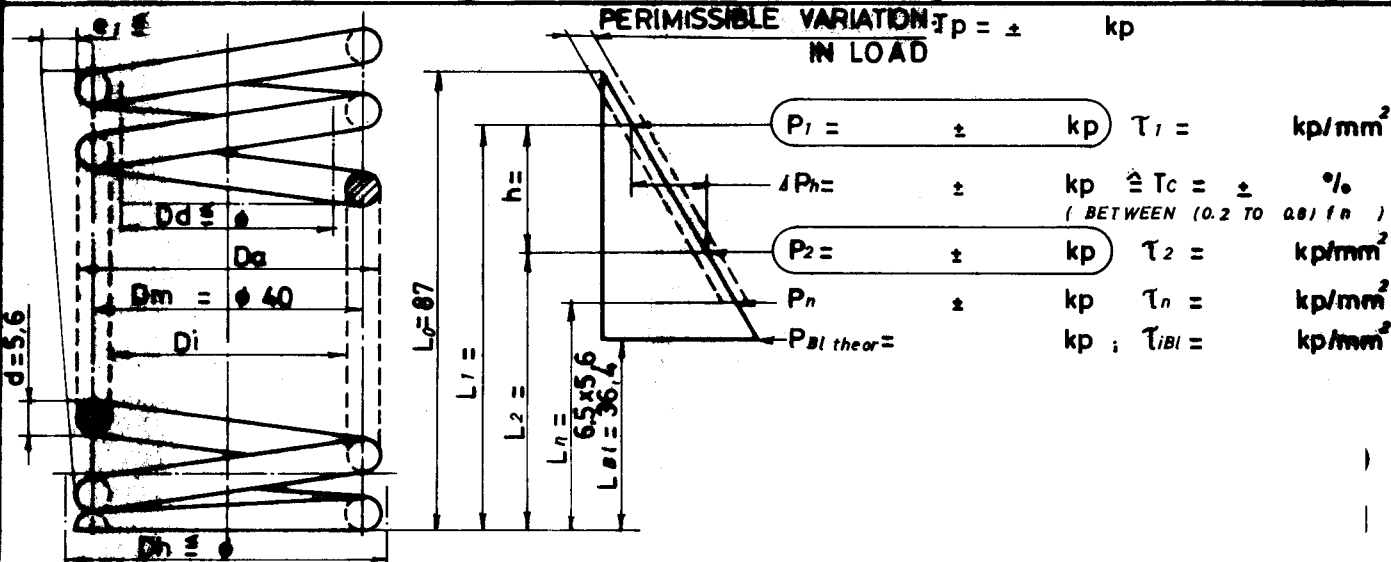 PERIMISSIBLE VARIATION Tp = ± kp
IN LOAD
e1 ≦
P1 = ± kp τ1 = kp/mm²
ΔPh = ± kp ≙ Tc = ± %
( BETWEEN (0.2 TO 0.8) fn )
P2 = ± kp τ2 = kp/mm²
Pn ± kp τn = kp/mm²
PBl theor = kp ; τiBl = kp/mm²
Dd ≦ ϕ
Da
Dm = ϕ 40
Di
d=5,6
Dh ≦ ϕ
L0=87
L1 =
h =
L2 =
Ln =
6.5x5,6
LBl = 36,4